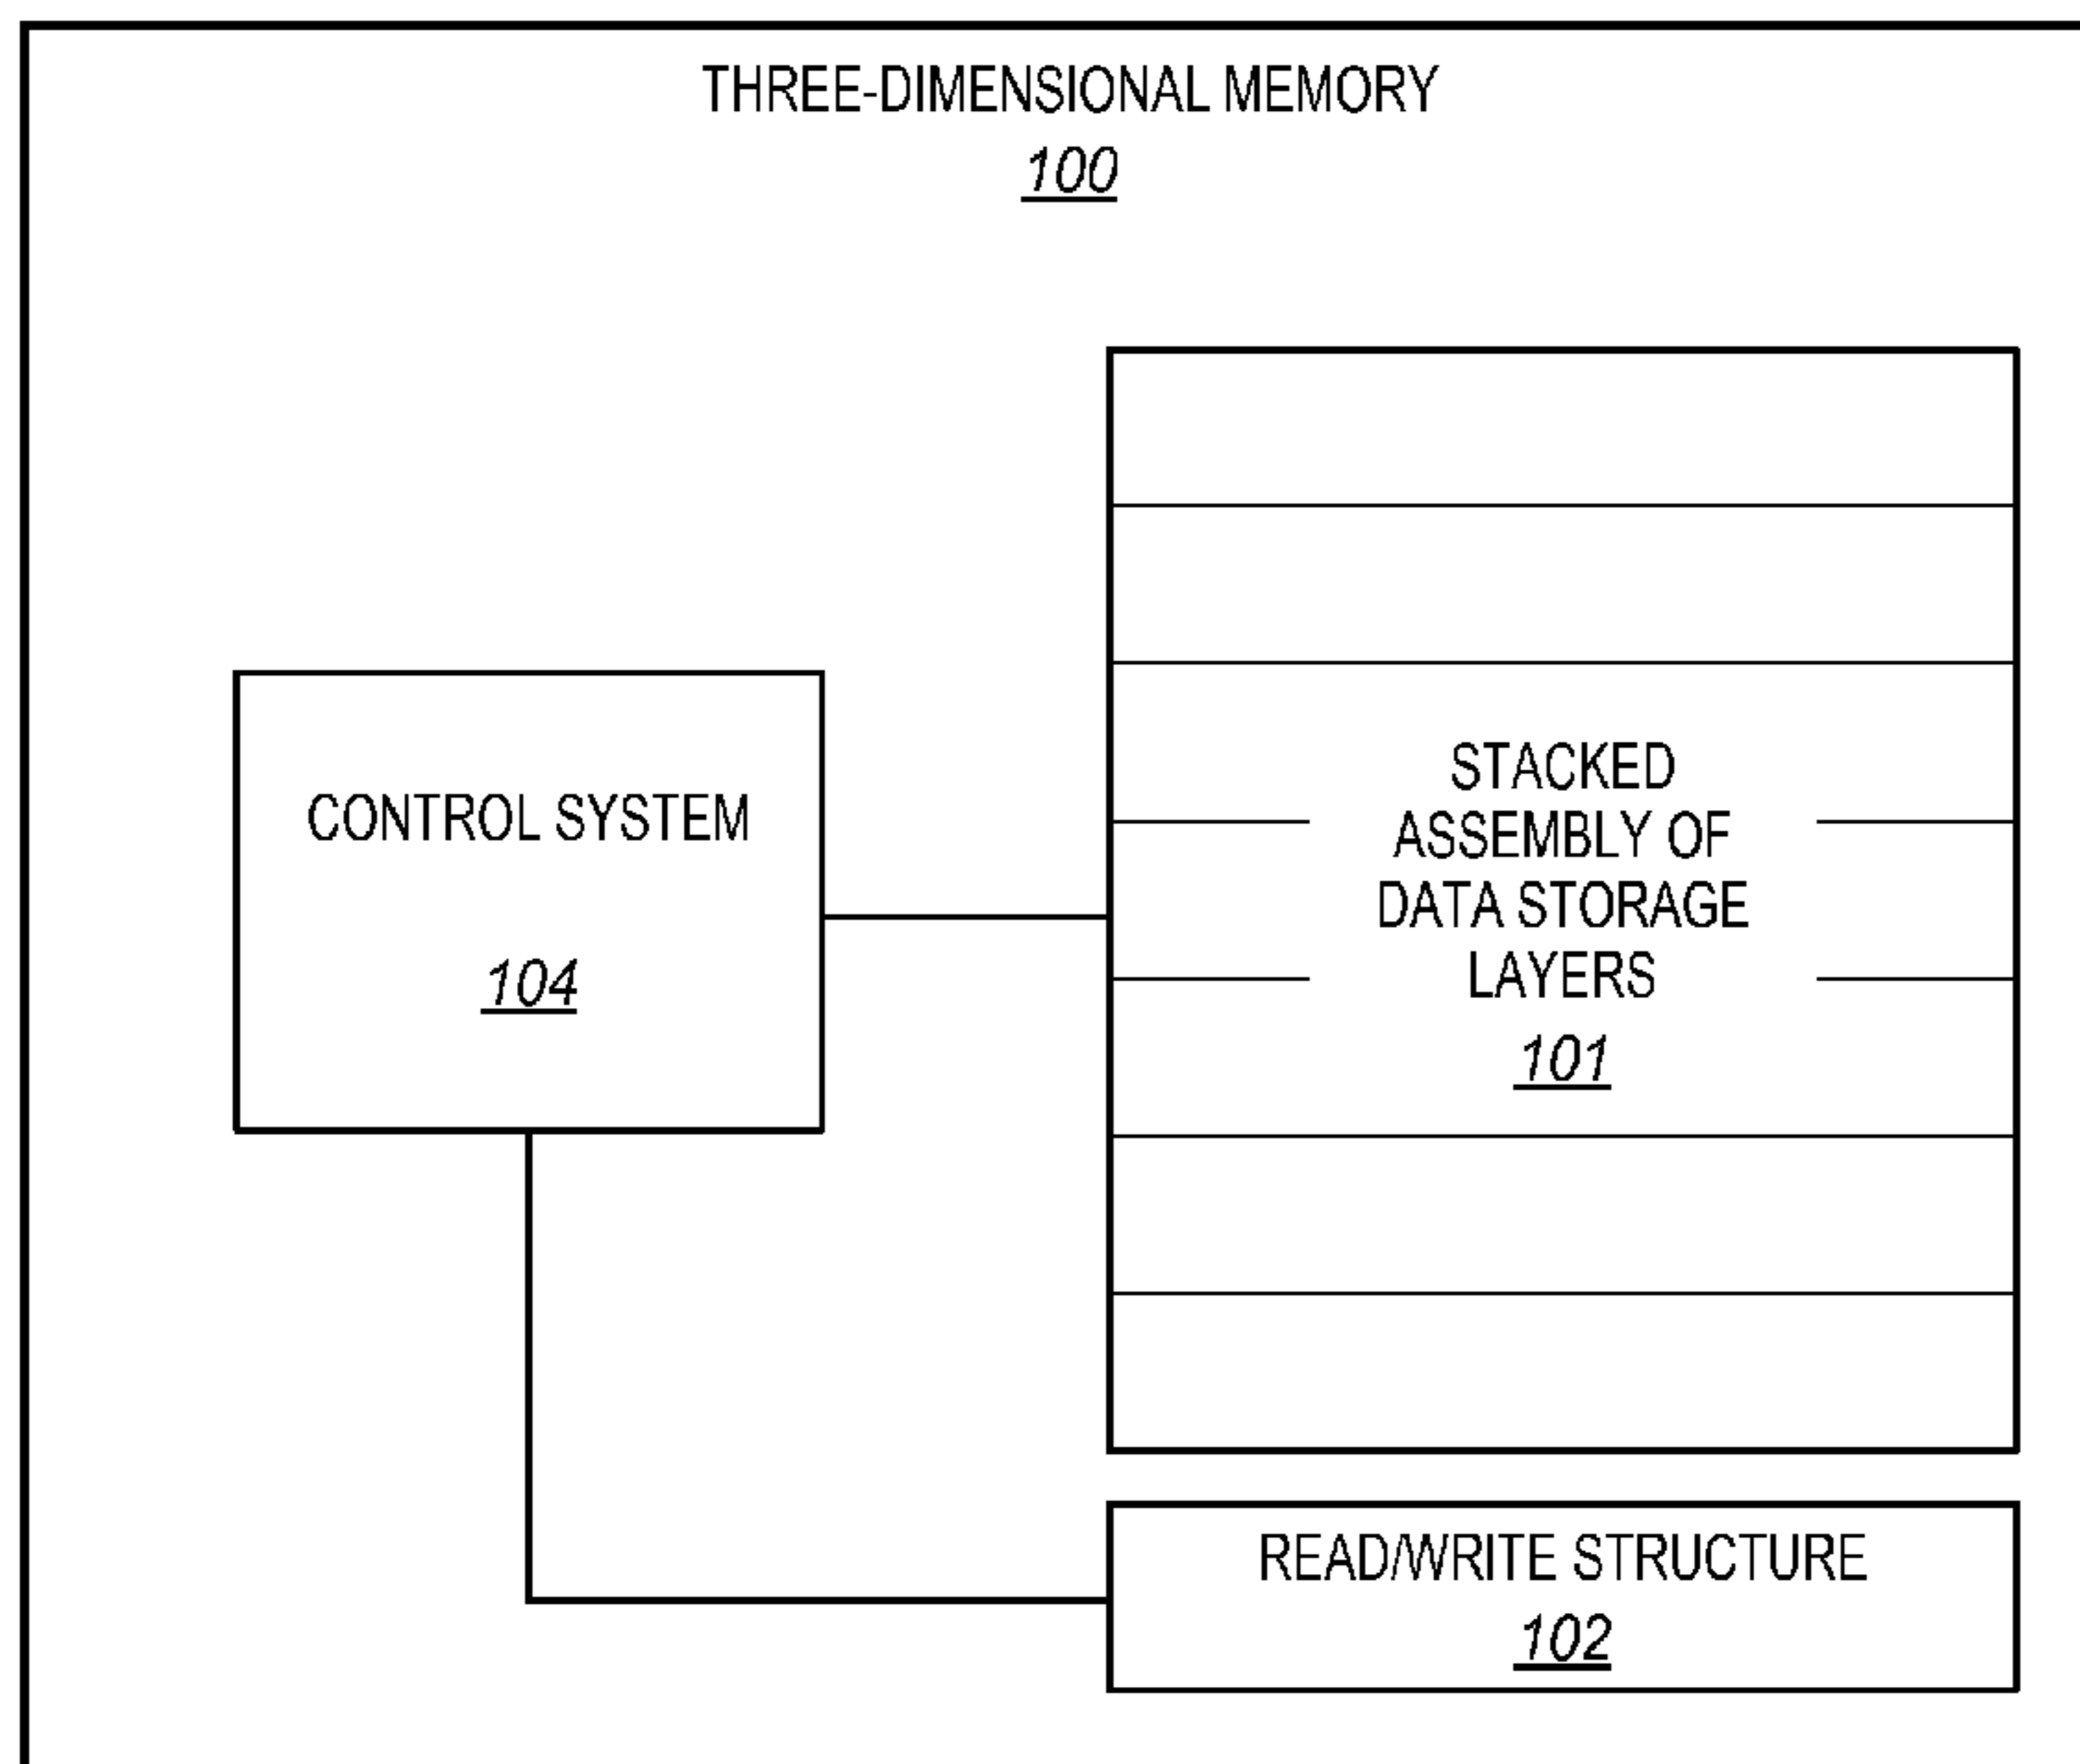 THREE-DIMENSIONAL MEMORY
100
CONTROL SYSTEM
104
STACKED
ASSEMBLY OF
DATA STORAGE
LAYERS
101
READ/WRITE STRUCTURE
102